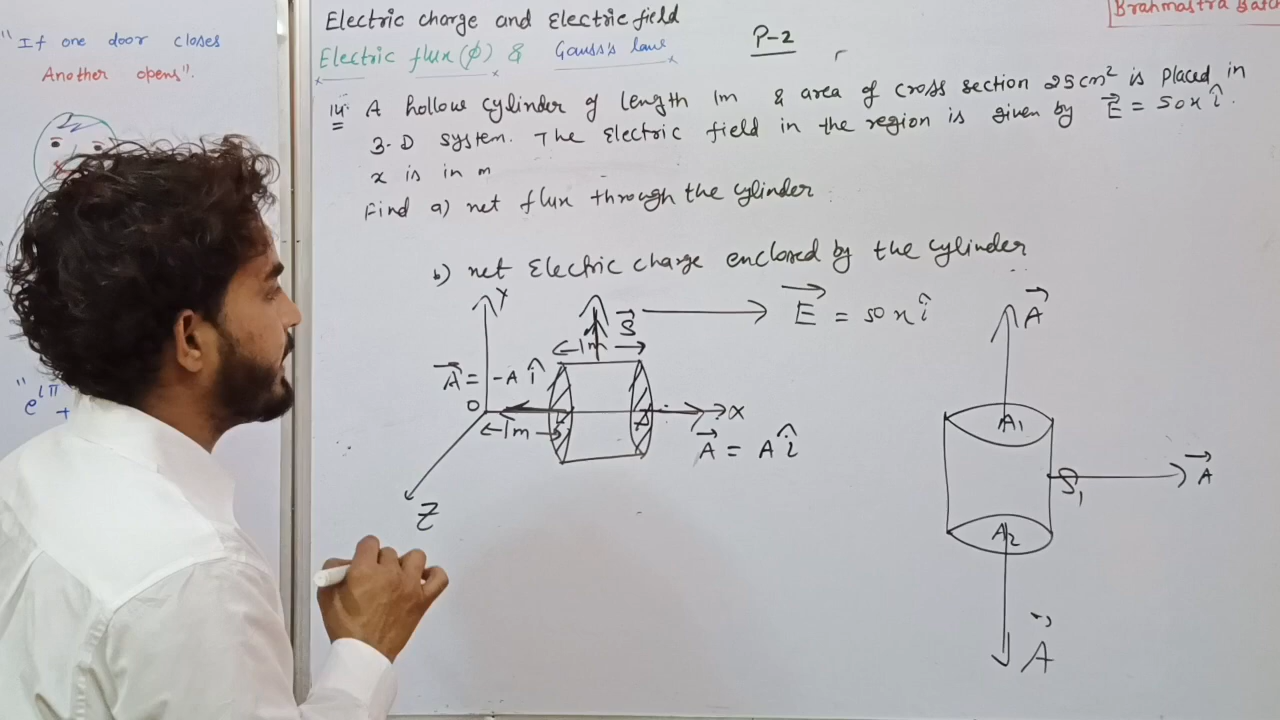 "If one door closes
Another opens".
"e^iπ +
Electric charge and Electric field
Electric flux(ϕ) & Gauss's law
P-2
Brahmastra Batc
14. A hollow cylinder of length 1m & area of cross section 25cm² is placed in
3-D system. The Electric field in the region is given by E⃗ = 50x î.
x is in m
Find a) net flux through the cylinder.
b) net Electric charge enclosed by the cylinder
Y
S⃗
E⃗ = 50x î
←1m→
A⃗ = -A î
O
←1m→
A
X
A⃗ = A î
Z
A⃗
A1
S1
A⃗
A2
A⃗